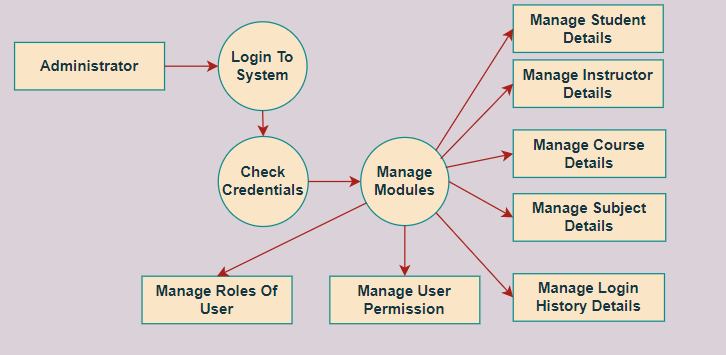 Administrator
Login To
System
Check
Credentials
Manage
Modules
Manage Student
Details
Manage Instructor
Details
Manage Course
Details
Manage Subject
Details
Manage Login
History Details
Manage Roles Of
User
Manage User
Permission